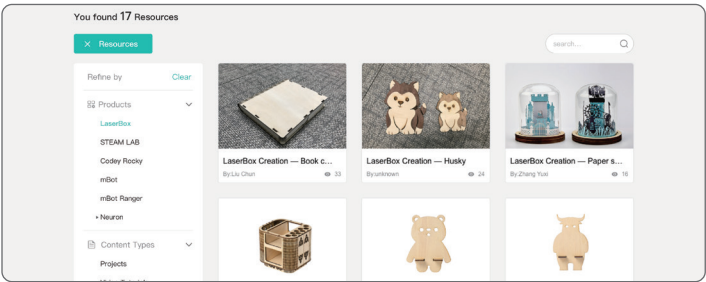 You found 17 Resources
× Resources
search...
Refine by
Clear
Products
LaserBox
STEAM LAB
Codey Rocky
mBot
mBot Ranger
Neuron
Content Types
Projects
LaserBox Creation — Book c...
By:Liu Chun
33
LaserBox Creation — Husky
By:unknown
24
LaserBox Creation — Paper s...
By:Zhang Yuxi
16